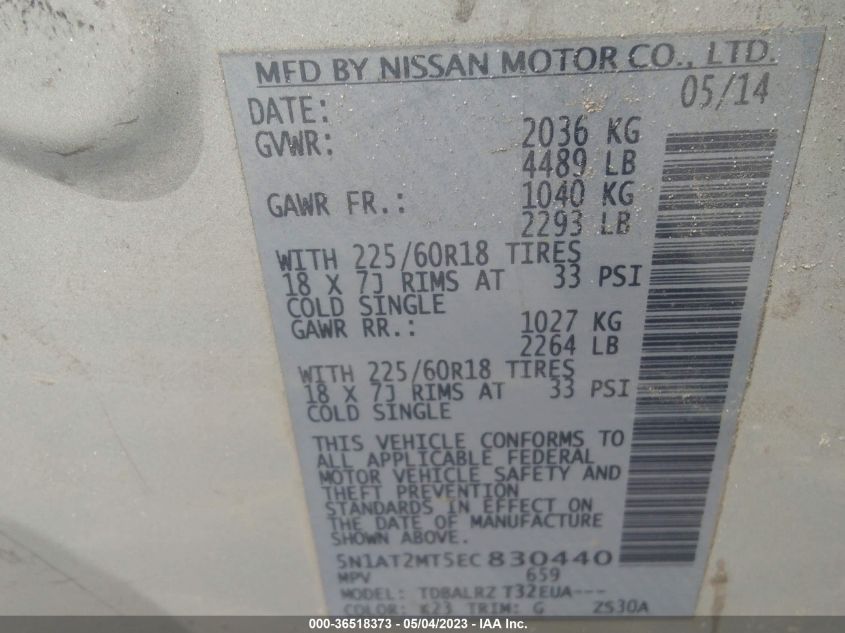 MFD BY NISSAN MOTOR CO., LTD.
DATE: 05/14
GVWR: 2036 KG
4489 LB
GAWR FR.: 1040 KG
2293 LB
WITH 225/60R18 TIRES
18 X 7J RIMS AT 33 PSI
COLD SINGLE
GAWR RR.: 1027 KG
2264 LB
WITH 225/60R18 TIRES
18 X 7J RIMS AT 33 PSI
COLD SINGLE
THIS VEHICLE CONFORMS TO
ALL APPLICABLE FEDERAL
MOTOR VEHICLE SAFETY AND
THEFT PREVENTION
STANDARDS IN EFFECT ON
THE DATE OF MANUFACTURE
SHOWN ABOVE.
5N1AT2MT5EC830440
MPV 659
MODEL: TDBALRZ T32EUA---
COLOR: K23 TRIM: G ZS30A
000-36518373 - 05/04/2023 - IAA Inc.